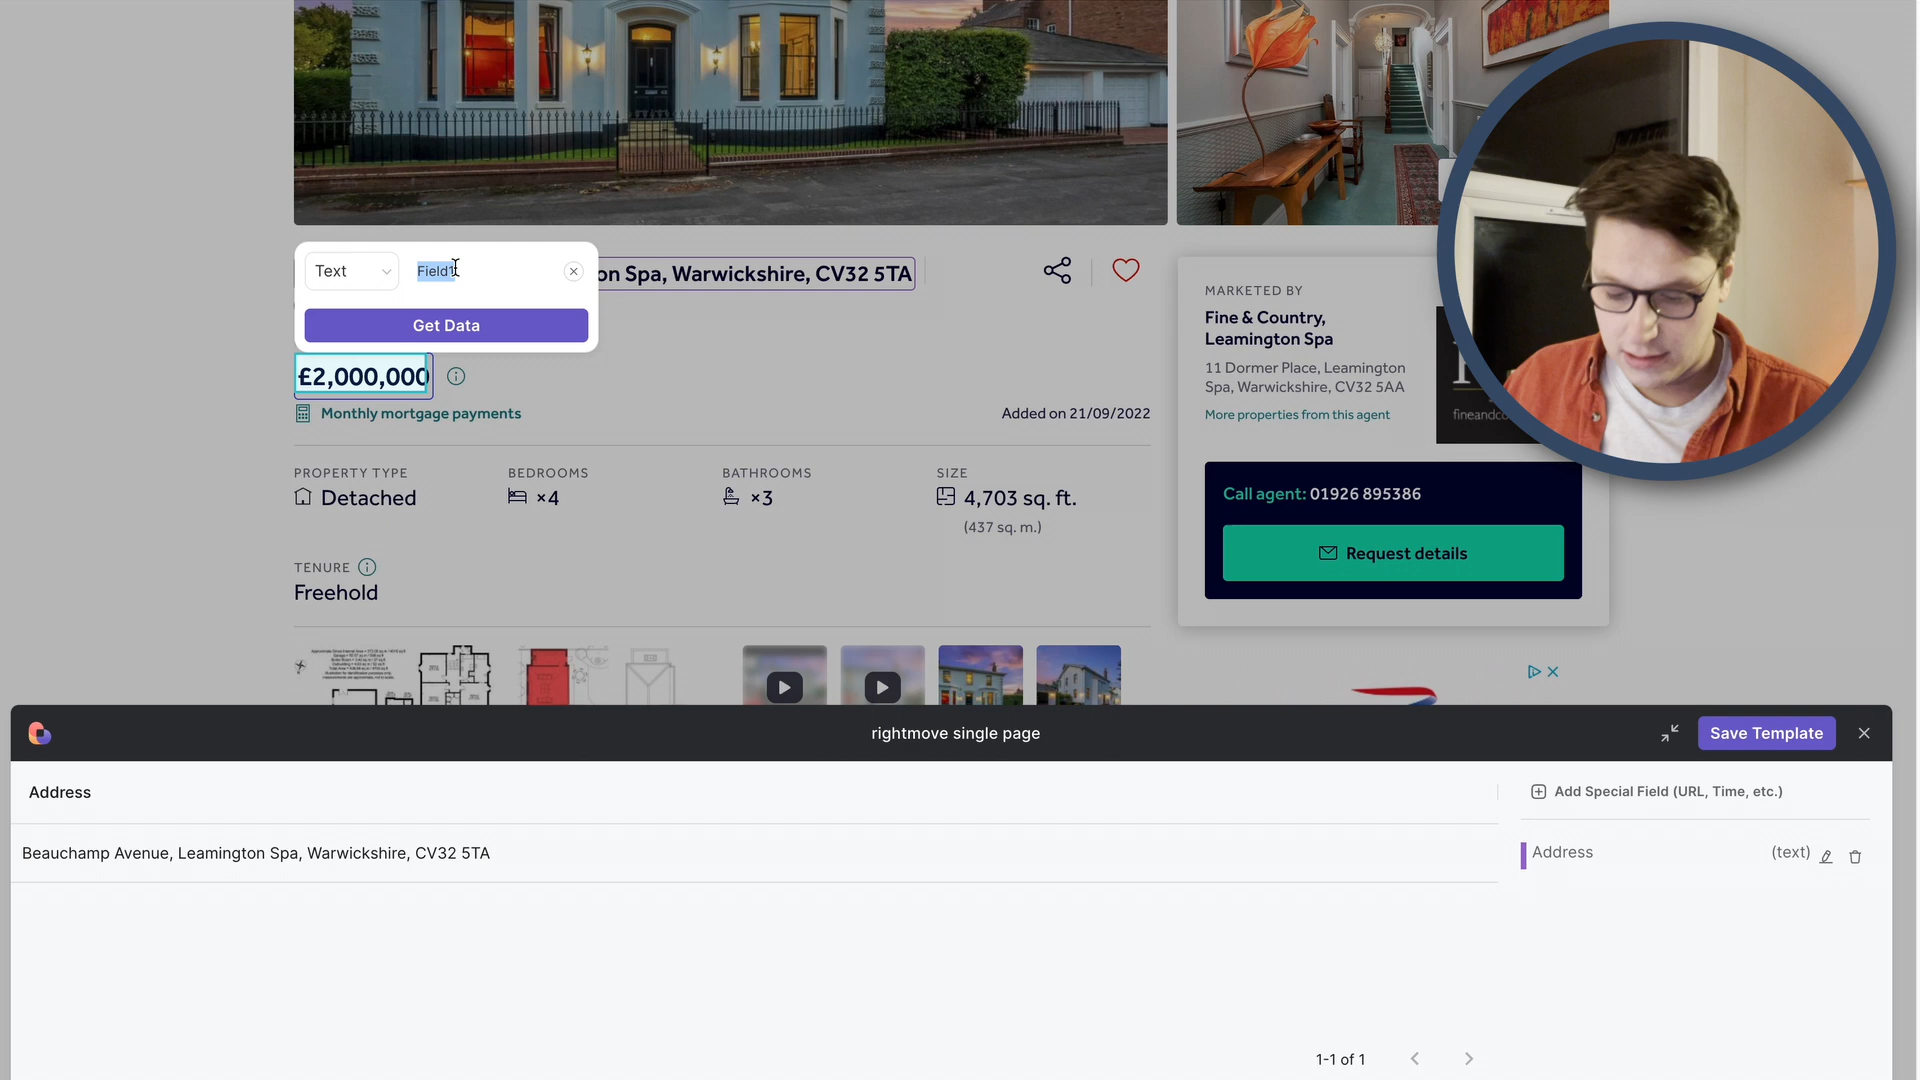 Text
Field1
on Spa, Warwickshire, CV32 5TA
Get Data
£2,000,000
Monthly mortgage payments
Added on 21/09/2022
PROPERTY TYPE
Detached
BEDROOMS
×4
BATHROOMS
×3
SIZE
4,703 sq. ft.
(437 sq. m.)
TENURE
Freehold
MARKETED BY
Fine & Country,
Leamington Spa
11 Dormer Place, Leamington
Spa, Warwickshire, CV32 5AA
More properties from this agent
fineandco
Call agent: 01926 895386
Request details
rightmove single page
Save Template
Address
Beauchamp Avenue, Leamington Spa, Warwickshire, CV32 5TA
Add Special Field (URL, Time, etc.)
Address (text)
1-1 of 1